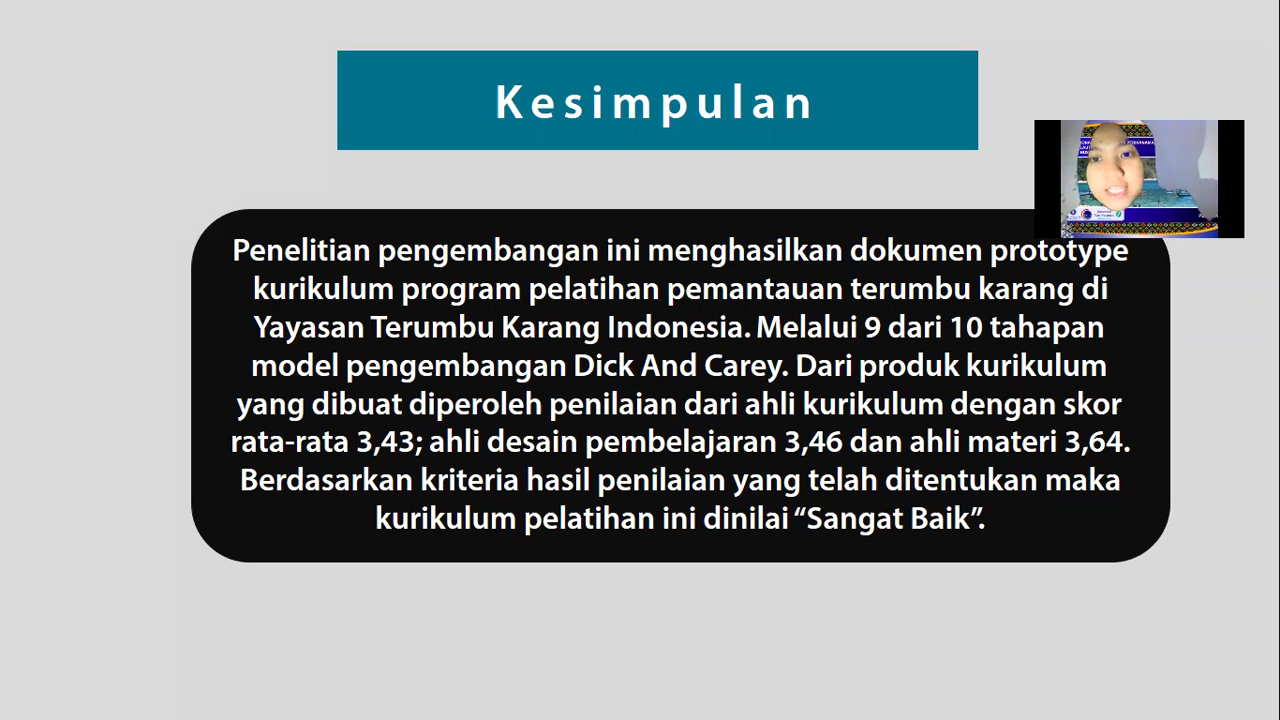 Kesimpulan
Penelitian pengembangan ini menghasilkan dokumen prototype
kurikulum program pelatihan pemantauan terumbu karang di
Yayasan Terumbu Karang Indonesia. Melalui 9 dari 10 tahapan
model pengembangan Dick And Carey. Dari produk kurikulum
yang dibuat diperoleh penilaian dari ahli kurikulum dengan skor
rata-rata 3,43; ahli desain pembelajaran 3,46 dan ahli materi 3,64.
Berdasarkan kriteria hasil penilaian yang telah ditentukan maka
kurikulum pelatihan ini dinilai “Sangat Baik”.